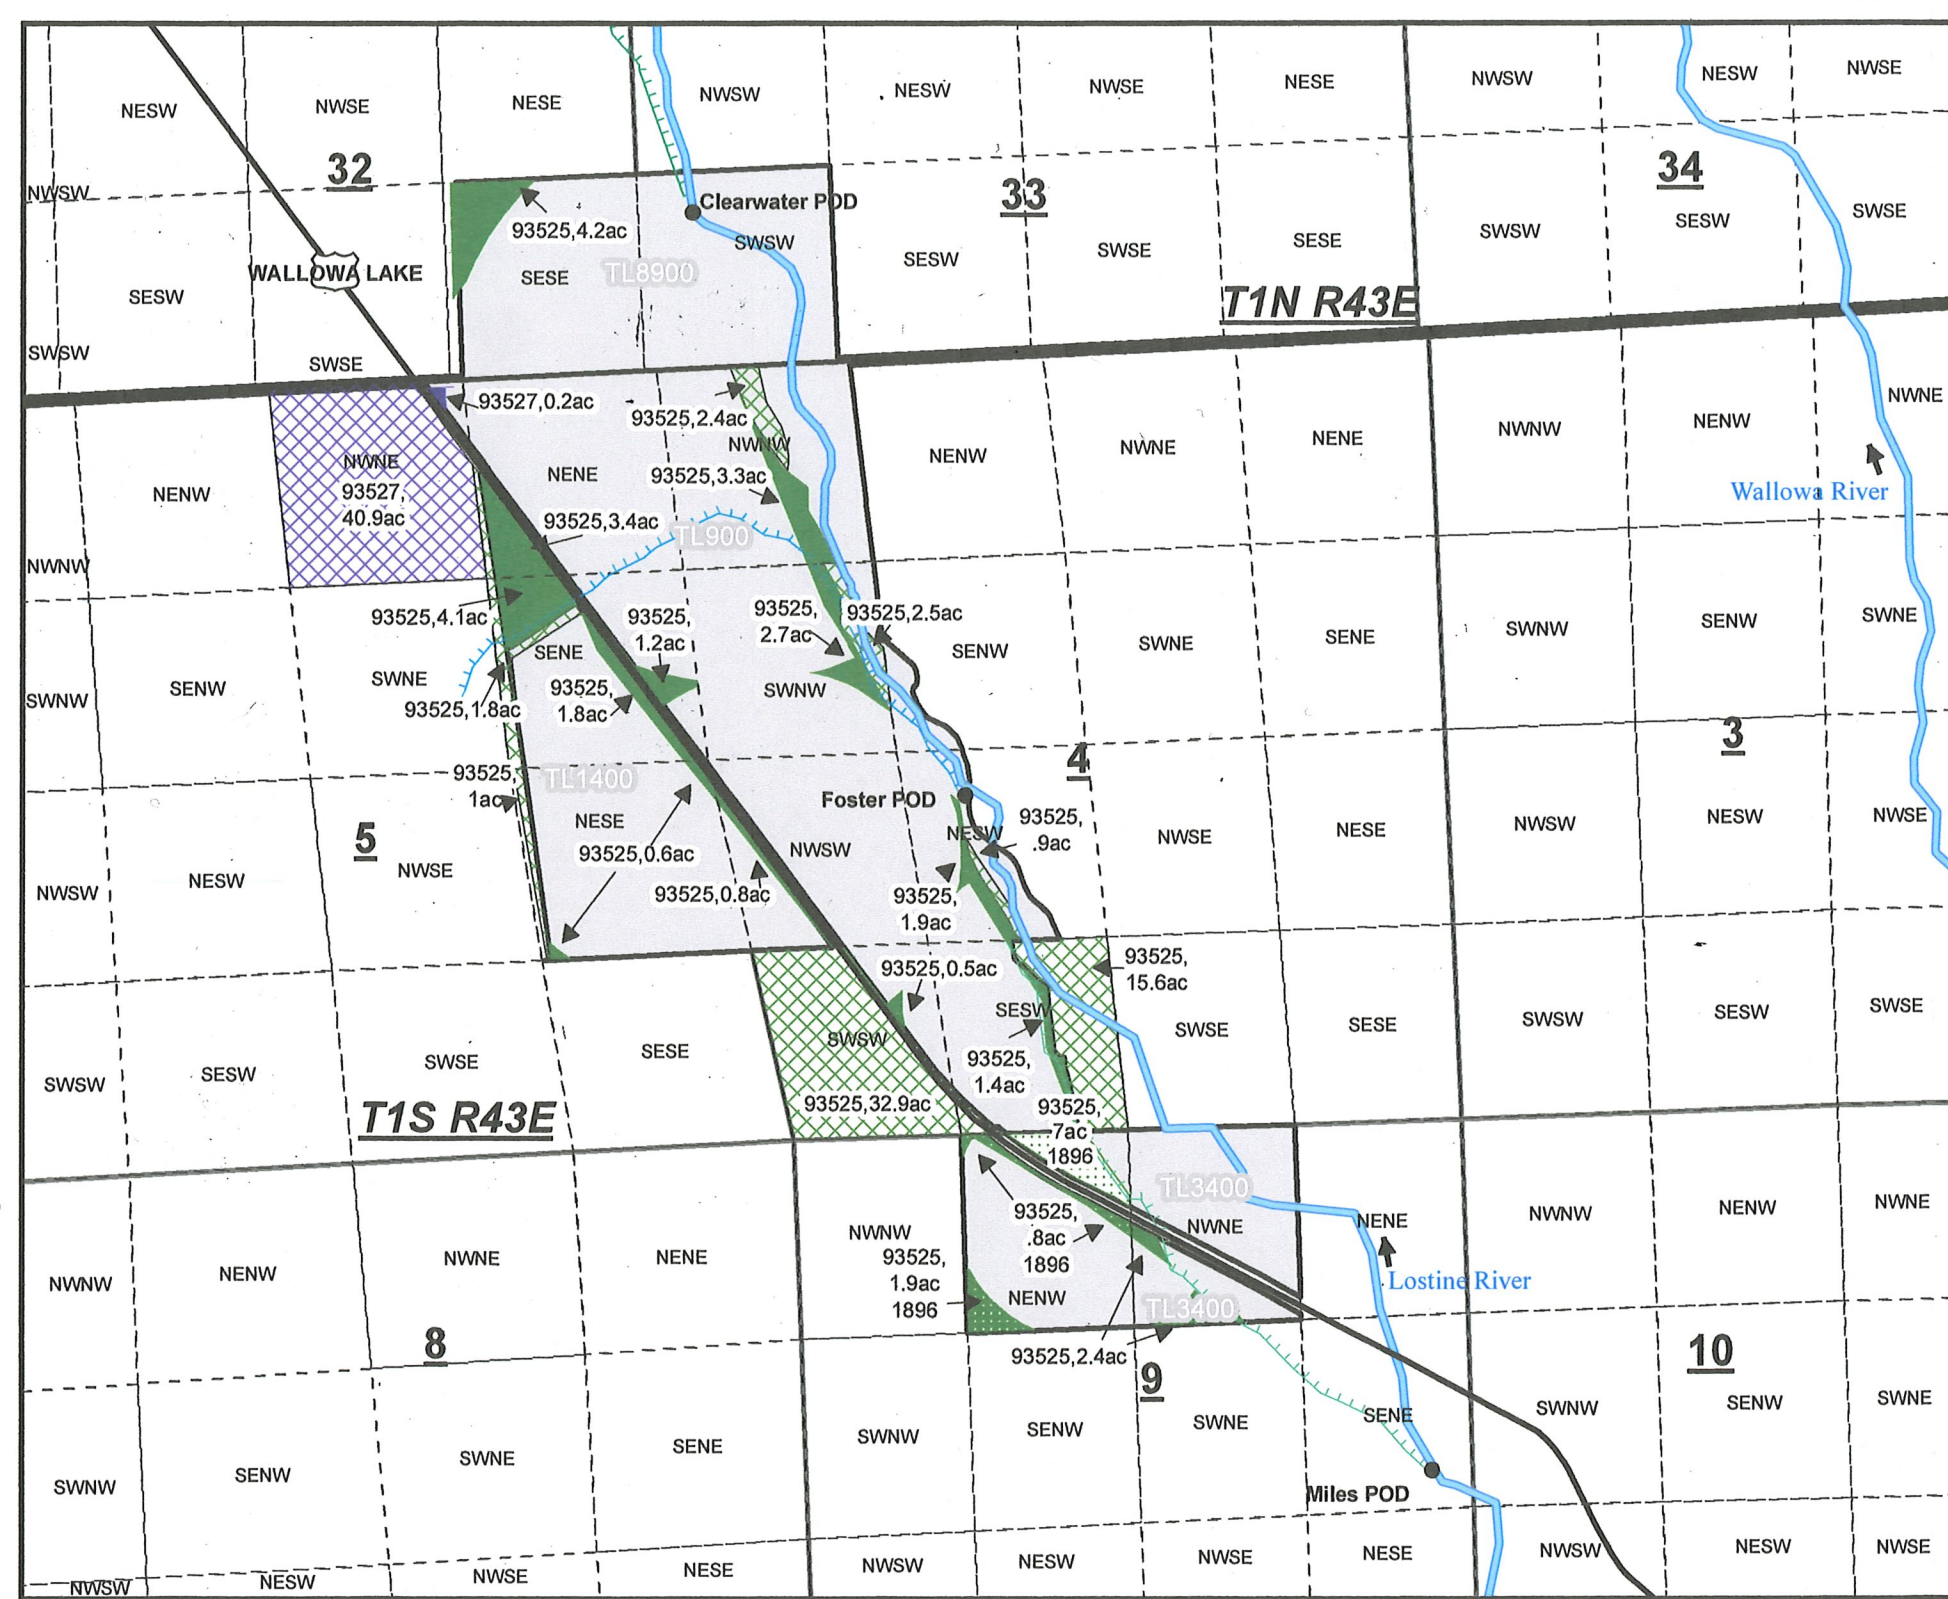 NESW
NWSE
NESE
NWSW
NESW
NWSE
NESE
NWSW
NESW
NWSE
32
33
34
NWSW
Clearwater POD
93525,4.2ac
SWSW
SESW
SWSE
SESE
SWSW
SESW
SWSE
WALLOWA LAKE
SESE
TL8900
SESW
T1N R43E
SWSW
SWSE
93527,0.2ac
93525,2.4ac
NWNE
NWNE
93527,
40.9ac
NENW
NENE
NWNW
93525,3.3ac
NENW
NWNE
NENE
NWNW
NENW
Wallowa River
93525,3.4ac
TL900
NWNW
93525,4.1ac
93525,
1.2ac
93525,
2.7ac
93525,2.5ac
SENE
SENW
SWNE
SENE
SWNW
SENW
SWNE
SWNW
SENW
SWNE
93525,1.8ac
93525,
1.8ac
SWNW
3
4
93525,
1ac
TL1400
Foster POD
5
NESE
NWSW
NESW
93525,
.9ac
NWSE
NESE
NWSW
NESW
NWSE
93525,0.6ac
93525,0.8ac
NWSW
NESW
NWSE
93525,
1.9ac
93525,0.5ac
93525,
15.6ac
SESW
SWSW
SWSE
SESE
SWSW
SESW
SWSE
SWSW
SESW
SWSE
SESE
93525,
1.4ac
T1S R43E
93525,32.9ac
93525,
7ac
1896
TL3400
NWNE
NENE
NWNW
NENW
NWNE
NWNW
NENW
NWNE
NENE
NWNW
93525,
1.9ac
1896
93525,
.8ac
1896
NENW
TL3400
Lostine River
93525,2.4ac
8
9
10
SWNW
SENW
SWNE
SENE
SWNW
SENW
SWNE
SENE
SWNW
SENW
SWNE
Miles POD
NWSW
NESW
NWSE
NESE
NWSW
NESW
NWSE
NESE
NWSW
NESW
NWSE